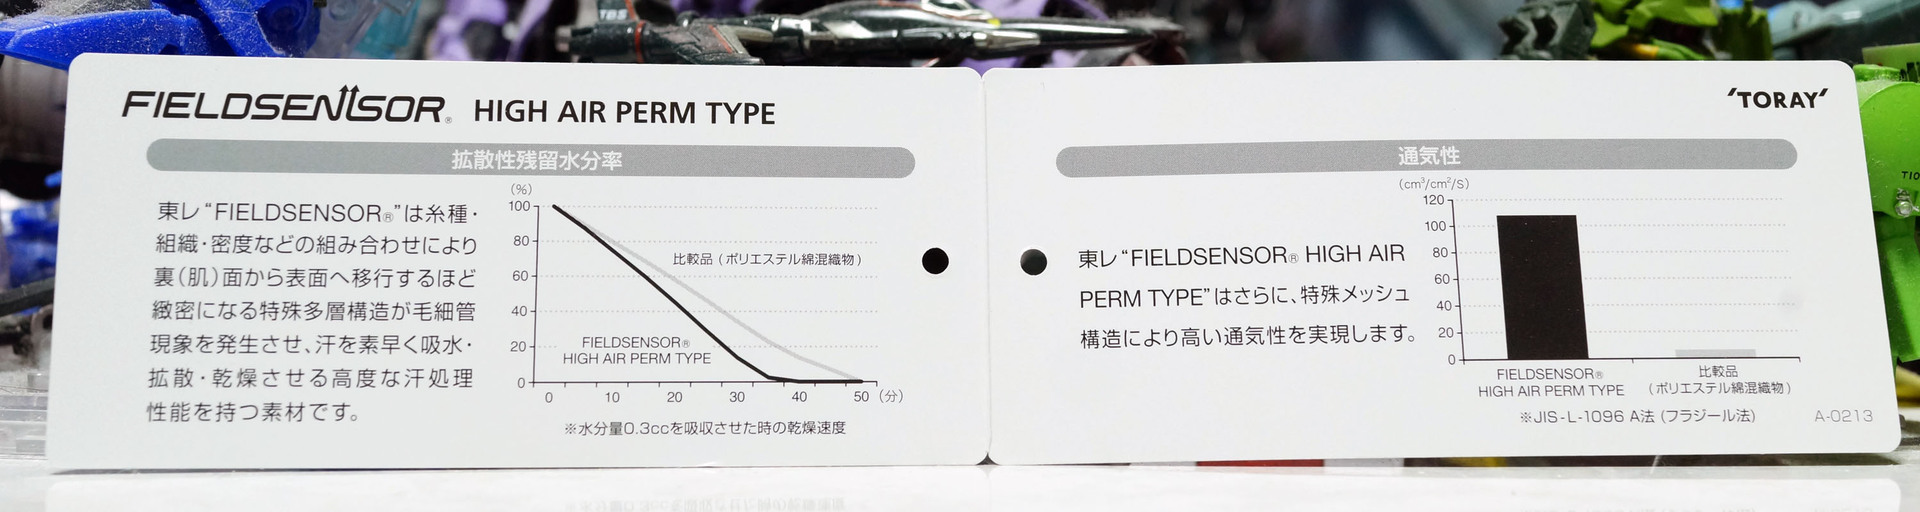 FIELDSENSOR® HIGH AIR PERM TYPE
拡散性残留水分率
東レ“FIELDSENSOR®”は糸種・
組織・密度などの組み合わせにより
裏(肌)面から表面へ移行するほど
緻密になる特殊多層構造が毛細管
現象を発生させ、汗を素早く吸水・
拡散・乾燥させる高度な汗処理
性能を持つ素材です。
(%)
100
80
60
40
20
0
比較品(ポリエステル綿混織物)
FIELDSENSOR®
HIGH AIR PERM TYPE
0 10 20 30 40 50 (分)
※水分量0.3ccを吸収させた時の乾燥速度
'TORAY'
通気性
東レ“FIELDSENSOR® HIGH AIR
PERM TYPE”はさらに、特殊メッシュ
構造により高い通気性を実現します。
(cm³/cm²/S)
120
100
80
60
40
20
0
FIELDSENSOR®
HIGH AIR PERM TYPE
比較品
(ポリエステル綿混織物)
※JIS-L-1096 A法(フラジール法)
A-0213